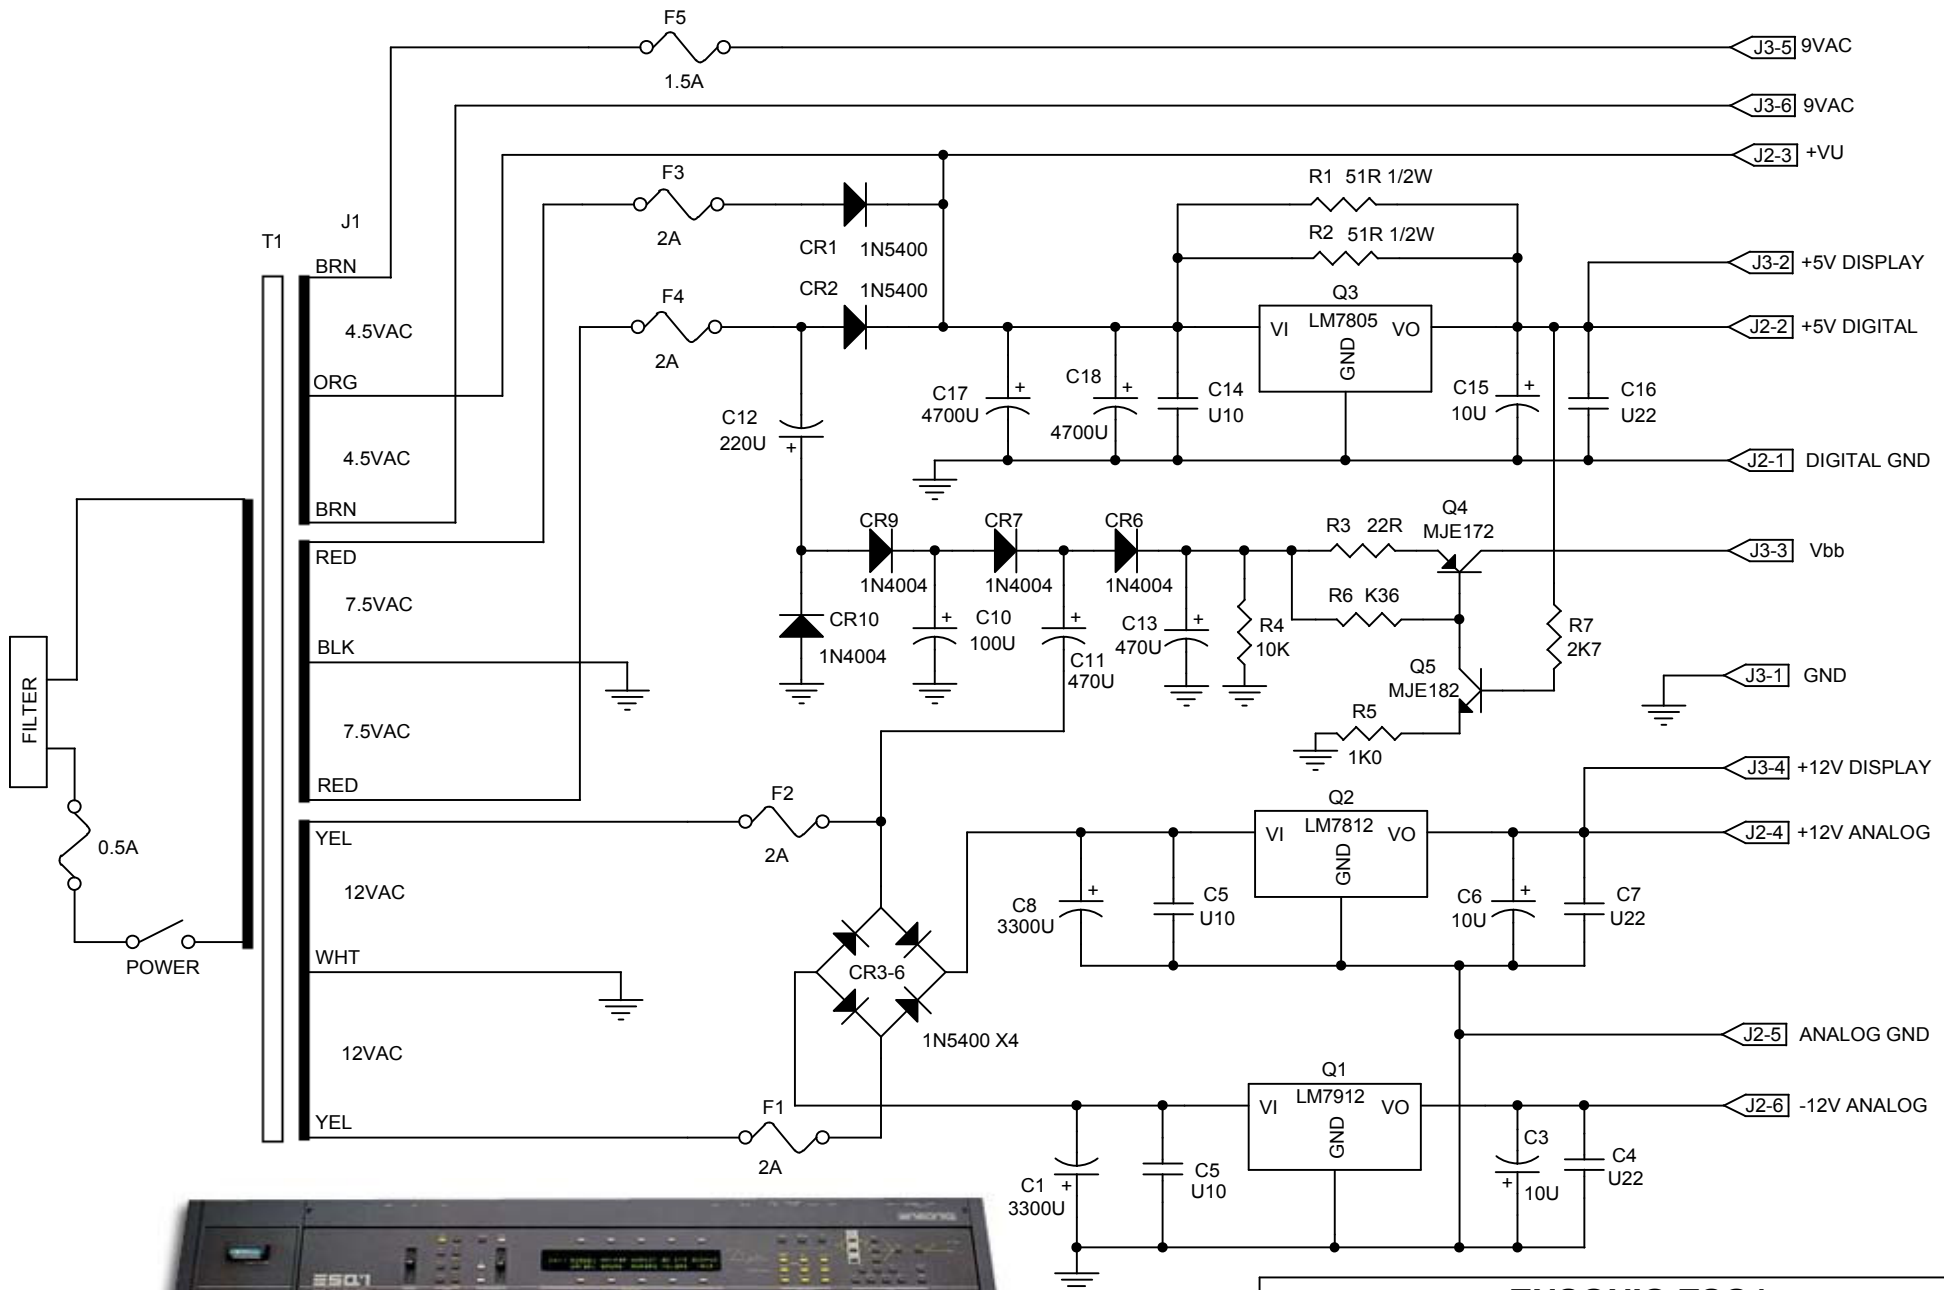 F5
1.5A
J3-5 9VAC
J3-6 9VAC
J2-3 +VU
F3
2A
CR1 1N5400
CR2 1N5400
F4
2A
R1 51R 1/2W
R2 51R 1/2W
J3-2 +5V DISPLAY
Q3
LM7805
VI
VO
GND
J2-2 +5V DIGITAL
T1
J1
BRN
4.5VAC
ORG
4.5VAC
BRN
RED
7.5VAC
BLK
7.5VAC
RED
YEL
12VAC
WHT
12VAC
YEL
FILTER
0.5A
POWER
C12
220U
+
C17
4700U
+
C18
4700U
+
C14
U10
C15
10U
+
C16
U22
J2-1 DIGITAL GND
CR9
1N4004
CR7
1N4004
CR6
1N4004
CR10
1N4004
C10
100U
+
C11
470U
+
C13
470U
+
R4
10K
R3 22R
R6 K36
Q4
MJE172
J3-3 Vbb
R7
2K7
Q5
MJE182
R5
1K0
J3-1 GND
J3-4 +12V DISPLAY
F2
2A
Q2
LM7812
VI
VO
GND
J2-4 +12V ANALOG
C8
3300U
+
C5
U10
C6
10U
+
C7
U22
CR3-6
1N5400 X4
J2-5 ANALOG GND
F1
2A
Q1
LM7912
VI
VO
GND
J2-6 -12V ANALOG
C1
3300U
+
C5
U10
C3
10U
+
C4
U22
ESQ.1